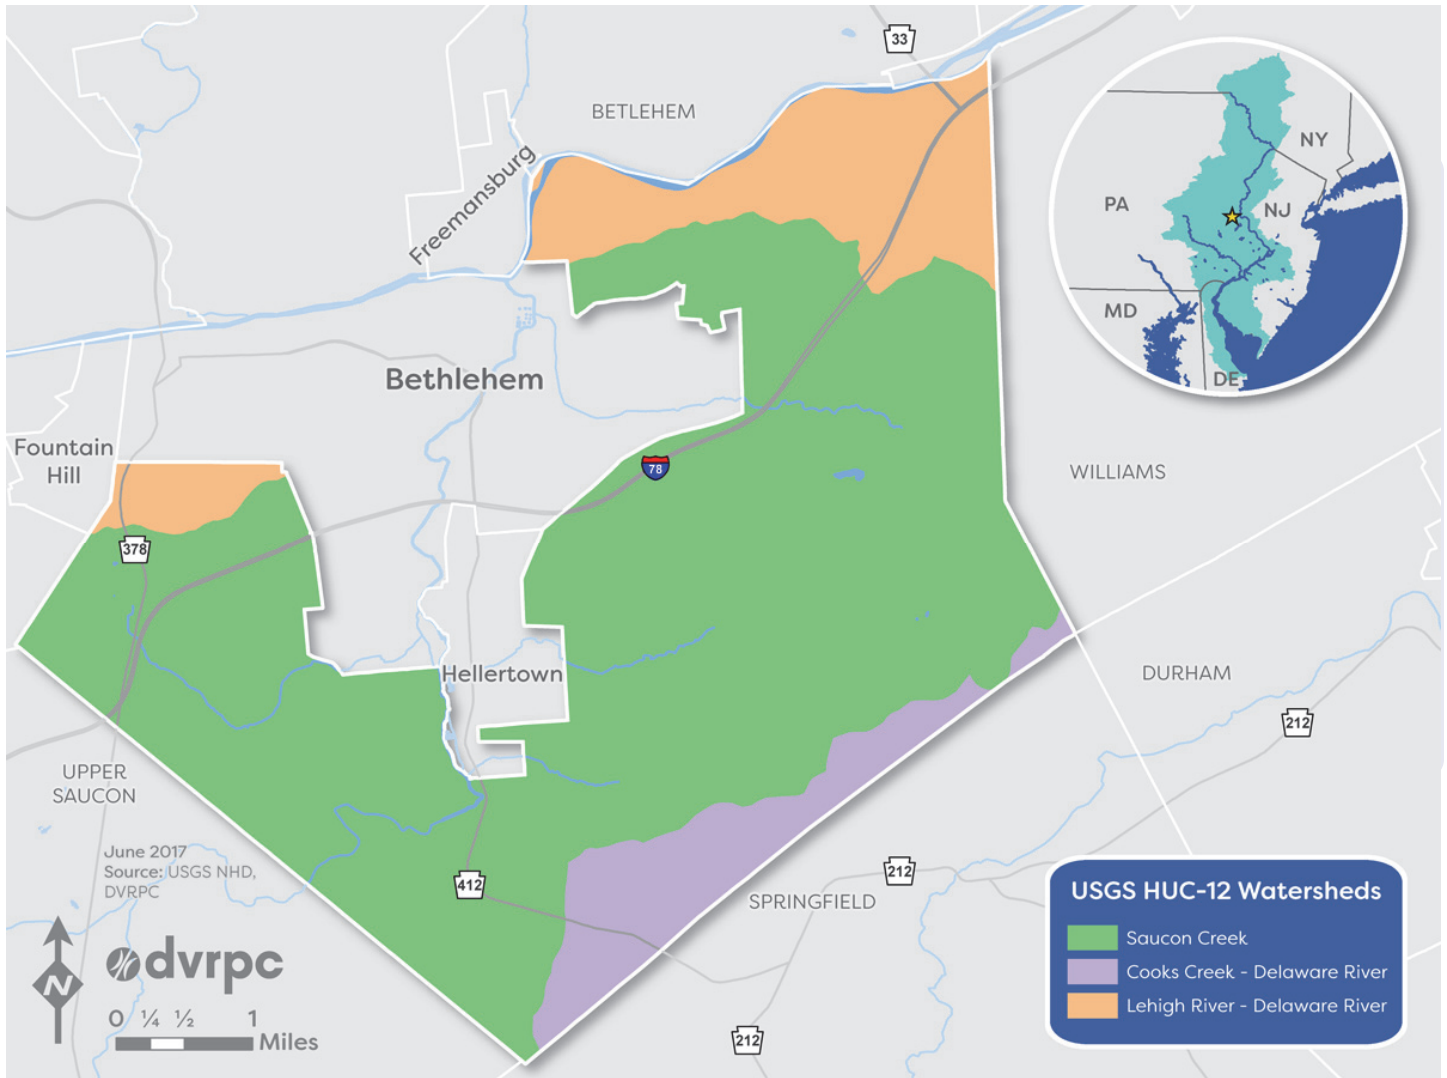 33
BETLEHEM
Freemansburg
NY
PA
NJ
MD
DE
Bethlehem
Fountain
Hill
78
WILLIAMS
378
Hellertown
DURHAM
212
UPPER
SAUCON
June 2017
Source: USGS NHD,
DVRPC
412
212
SPRINGFIELD
USGS HUC-12 Watersheds
Saucon Creek
Cooks Creek - Delaware River
Lehigh River - Delaware River
N
dvrpc
0 ¼ ½ 1
Miles
212